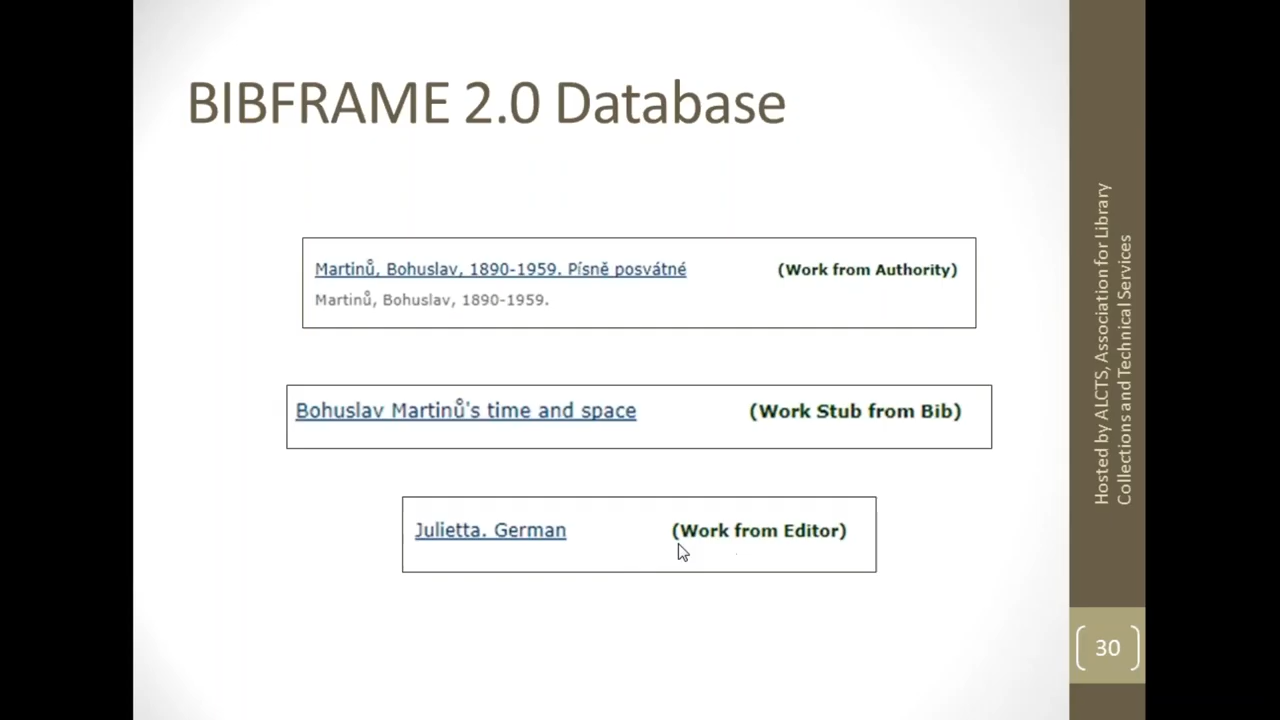 BIBFRAME 2.0 Database
Martinů, Bohuslav, 1890-1959. Písně posvátné (Work from Authority)
Martinů, Bohuslav, 1890-1959.
Bohuslav Martinů's time and space (Work Stub from Bib)
Julietta. German (Work from Editor)
Hosted by ALCTS, Association for Library
Collections and Technical Services
30